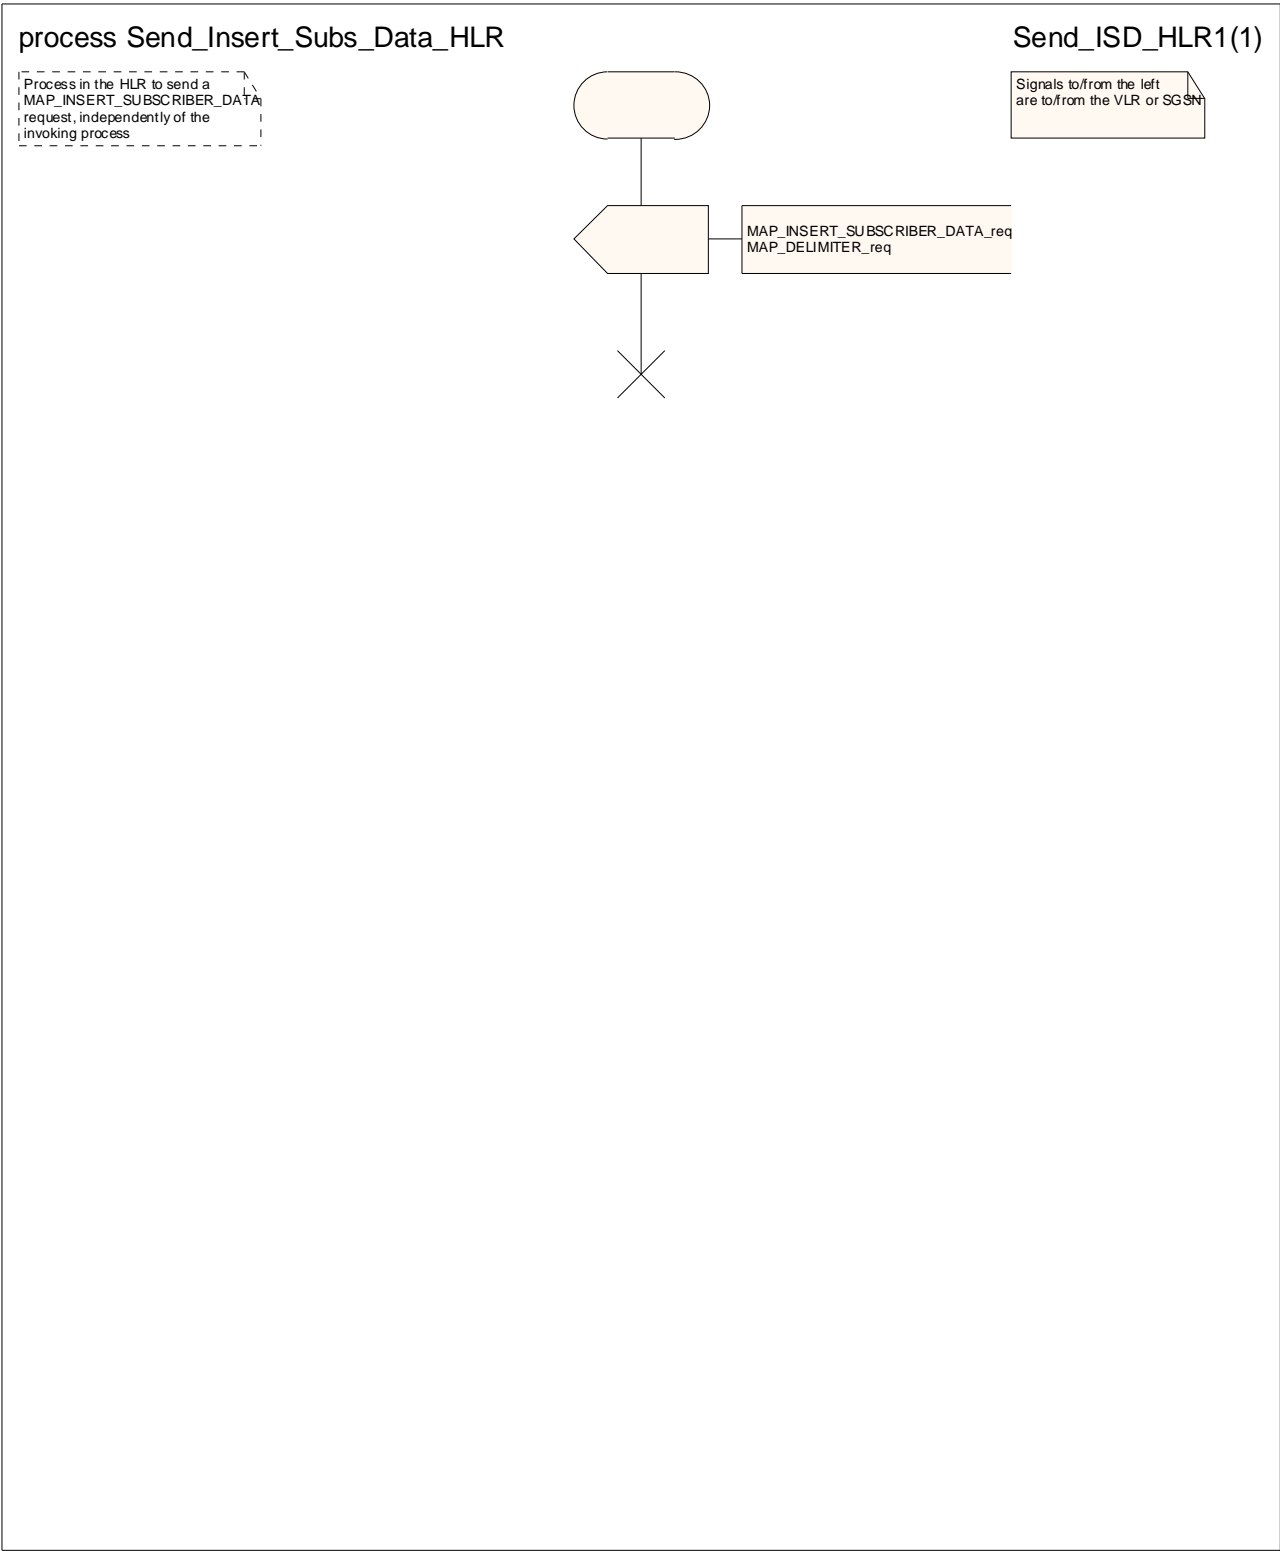 process Send_Insert_Subs_Data_HLR
Send_ISD_HLR1(1)
Process in the HLR to send a
MAP_INSERT_SUBSCRIBER_DATA
request, independently of the
invoking process
Signals to/from the left
are to/from the VLR or SGSN
MAP_INSERT_SUBSCRIBER_DATA_req
MAP_DELIMITER_req